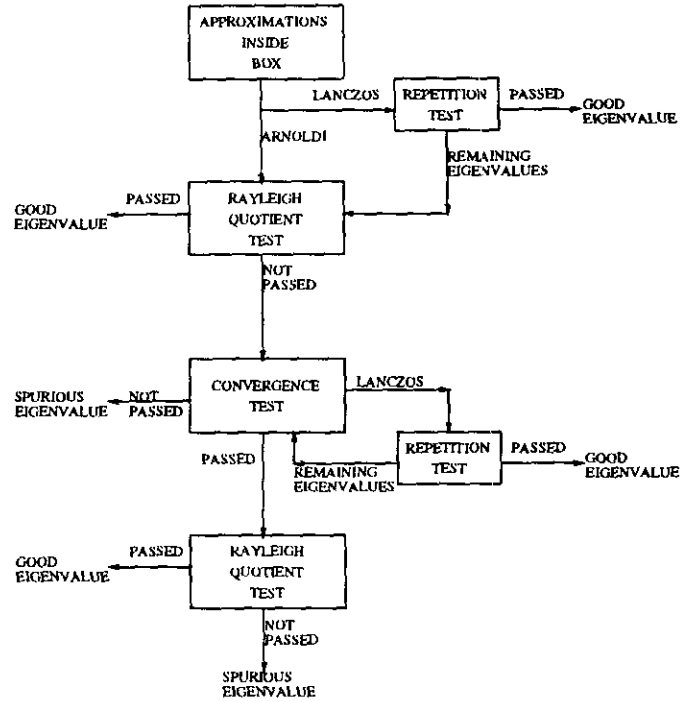 APPROXIMATIONS
INSIDE
BOX
LANCZOS
REPETITION
TEST
PASSED
GOOD
EIGENVALUE
ARNOLDI
REMAINING
EIGENVALUES
GOOD
EIGENVALUE
PASSED
RAYLEIGH
QUOTIENT
TEST
NOT
PASSED
SPURIOUS
EIGENVALUE
NOT
PASSED
CONVERGENCE
TEST
LANCZOS
PASSED
REMAINING
EIGENVALUES
REPETITION
TEST
PASSED
GOOD
EIGENVALUE
GOOD
EIGENVALUE
PASSED
RAYLEIGH
QUOTIENT
TEST
NOT
PASSED
SPURIOUS
EIGENVALUE